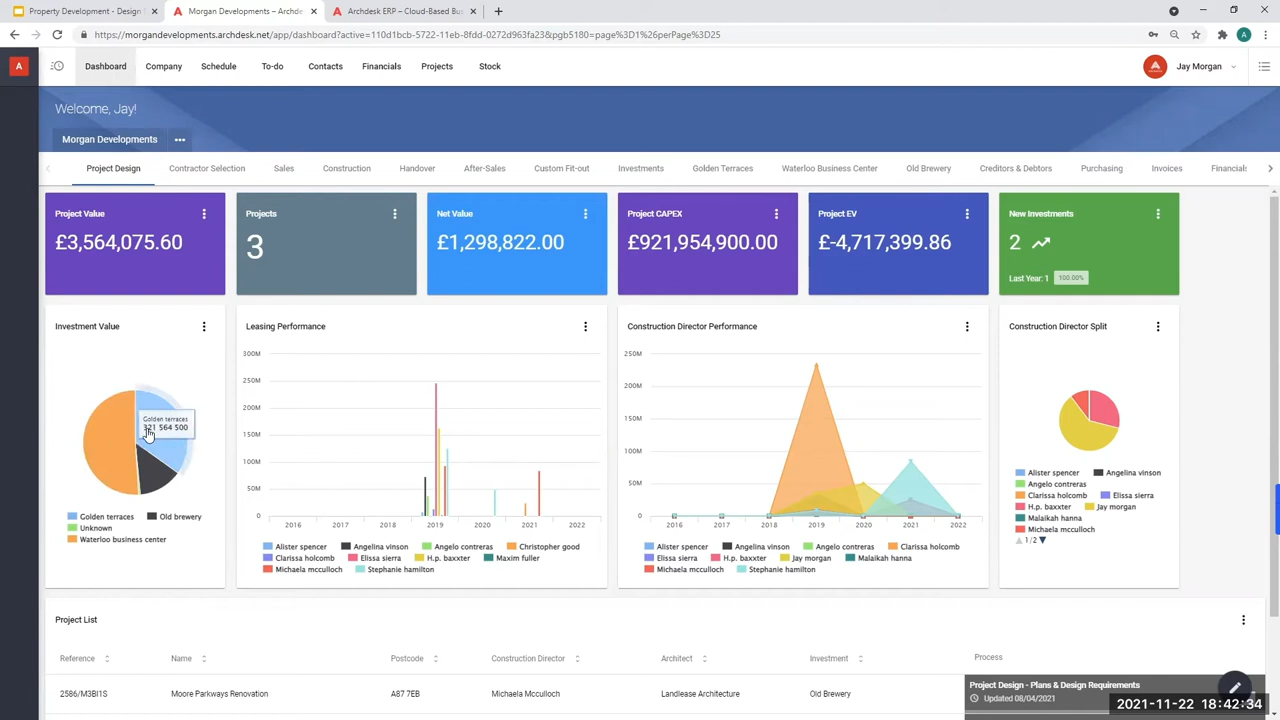 Property Development - Design
Morgan Developments – Archde
Archdesk ERP – Cloud-Based Bus
https://morgandevelopments.archdesk.net/app/dashboard?active=110d1bcb-5722-11eb-8fdd-0272d963fa23&pgb5180=page%3D1%26perPage%3D25
A
A
Dashboard
Company
Schedule
To-do
Contacts
Financials
Projects
Stock
Jay Morgan
Welcome, Jay!
Morgan Developments
Project Design
Contractor Selection
Sales
Construction
Handover
After-Sales
Custom Fit-out
Investments
Golden Terraces
Waterloo Business Center
Old Brewery
Creditors & Debtors
Purchasing
Invoices
Financials
Project Value
£3,564,075.60
Projects
3
Net Value
£1,298,822.00
Project CAPEX
£921,954,900.00
Project EV
£-4,717,399.86
New Investments
2
Last Year: 1 100.00%
Investment Value
Golden terraces
321 564 500
Golden terraces
Old brewery
Unknown
Waterloo business center
Leasing Performance
300M
250M
200M
150M
100M
50M
0
2016 2017 2018 2019 2020 2021 2022
Alister spencer Angelina vinson Angelo contreras Christopher good
Clarissa holcomb Elissa sierra H.p. baxxter Maxim fuller
Michaela mcculloch Stephanie hamilton
Construction Director Performance
250M
200M
150M
100M
50M
0
2016 2017 2018 2019 2020 2021 2022
Alister spencer Angelina vinson Angelo contreras Clarissa holcomb
Elissa sierra H.p. baxxter Jay morgan Malaikah hanna
Michaela mcculloch Stephanie hamilton
Construction Director Split
Alister spencer Angelina vinson
Angelo contreras
Clarissa holcomb Elissa sierra
H.p. baxxter Jay morgan
Malaikah hanna
Michaela mcculloch
1/2
Project List
Reference Name Postcode Construction Director Architect Investment Process
2586/M3BI1S Moore Parkways Renovation A87 7EB Michaela Mcculloch Landlease Architecture Old Brewery
Project Design - Plans & Design Requirements
Updated 08/04/2021
2021-11-22 18:42:34